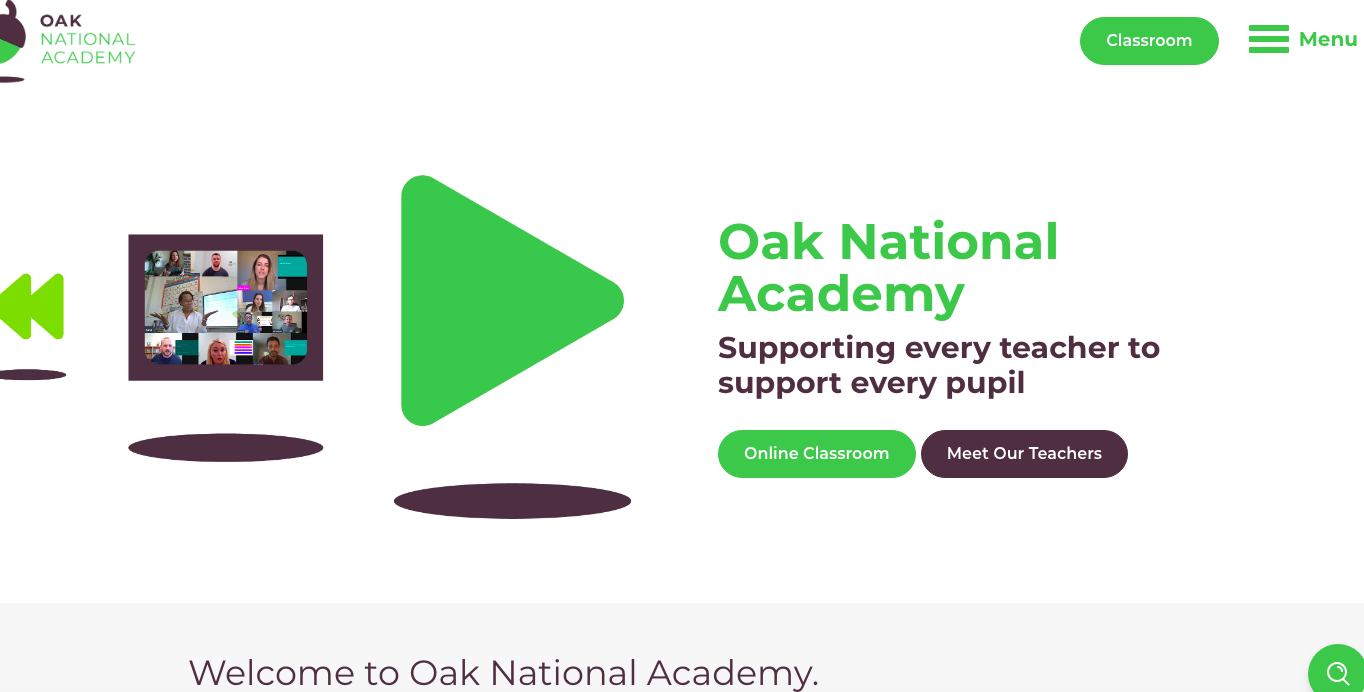 OAK
NATIONAL
ACADEMY
Classroom
Menu
Oak National
Academy
Supporting every teacher to
support every pupil
Online Classroom
Meet Our Teachers
Welcome to Oak National Academy.